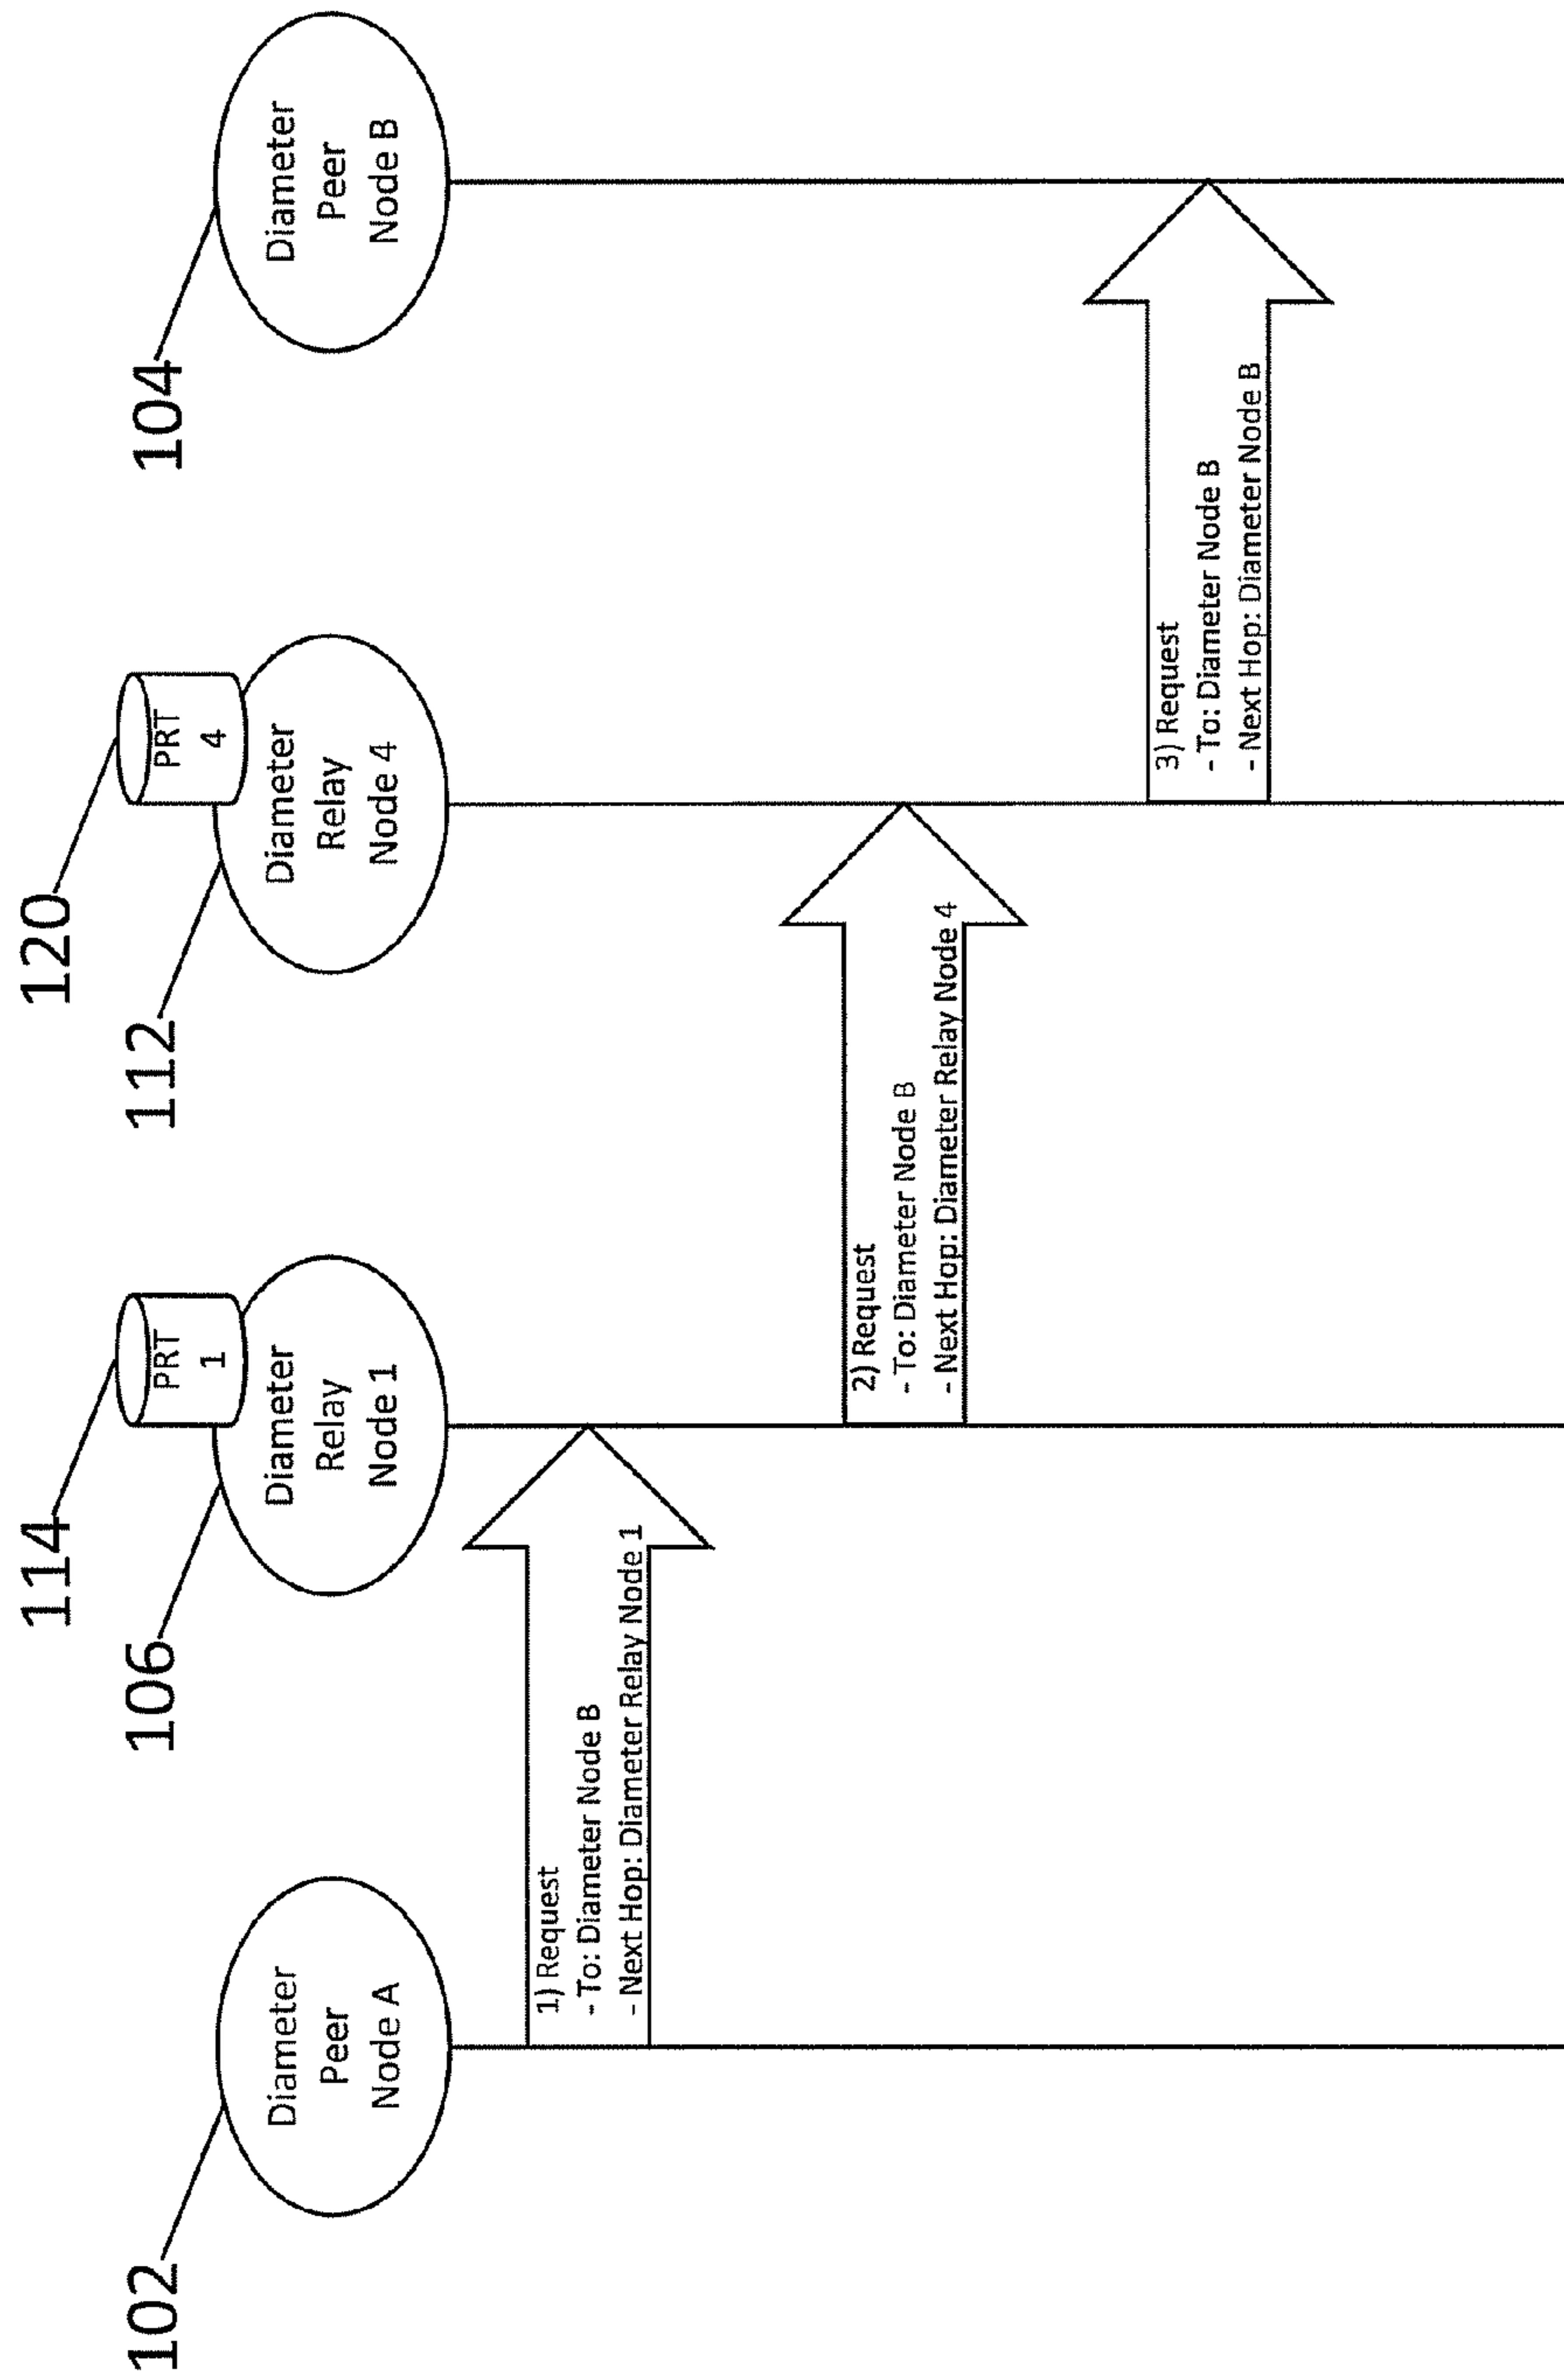 120
114
104
112
106
102
PRT
4
PRT
1
Diameter
Peer
Node A
Diameter
Relay
Node 1
Diameter
Relay
Node 4
Diameter
Peer
Node B
1) Request
- To: Diameter Node B
- Next Hop: Diameter Relay Node 1
2) Request
- To: Diameter Node B
- Next Hop: Diameter Relay Node 4
3) Request
- To: Diameter Node B
- Next Hop: Diameter Node B